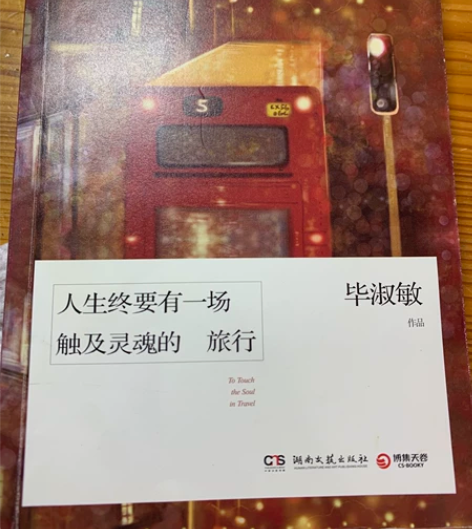 S
人生终要有一场
触及灵魂的 旅行
毕淑敏
作品
To Touch
the Soul
in Travel
湖南文艺出版社
博集天卷
CS-BOOKY